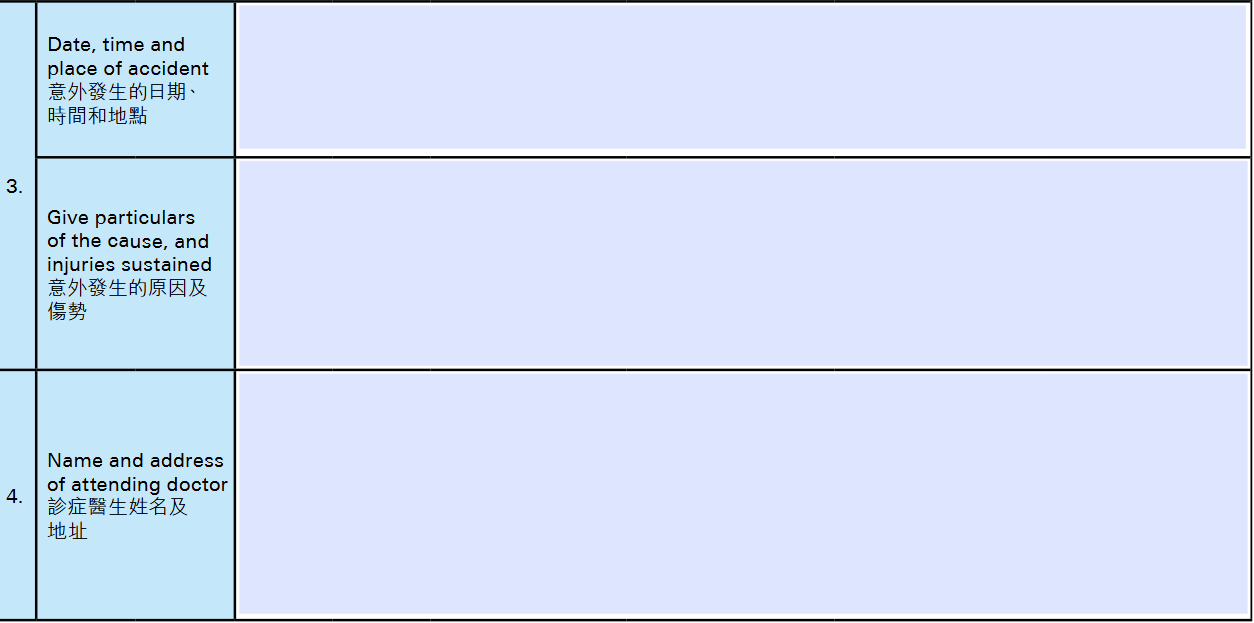 3.
Date, time and
place of accident
意外發生的日期、
時間和地點
Give particulars
of the cause, and
injuries sustained
意外發生的原因及
傷勢
4.
Name and address
of attending doctor
診症醫生姓名及
地址